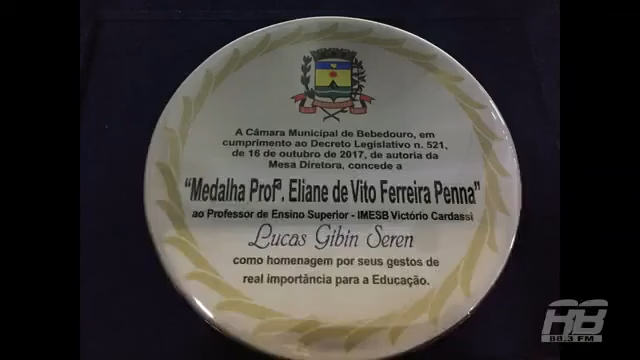 A Câmara Municipal de Bebedouro, em
cumprimento ao Decreto Legislativo n. 521,
de 16 de outubro de 2017, de autoria da
Mesa Diretora, concede a
“Medalha Profª. Eliane de Vito Ferreira Penna”
ao Professor de Ensino Superior - IMESB Victório Cardassi
Lucas Gibin Seren
como homenagem por seus gestos de
real importância para a Educação.
RB
88.3 FM